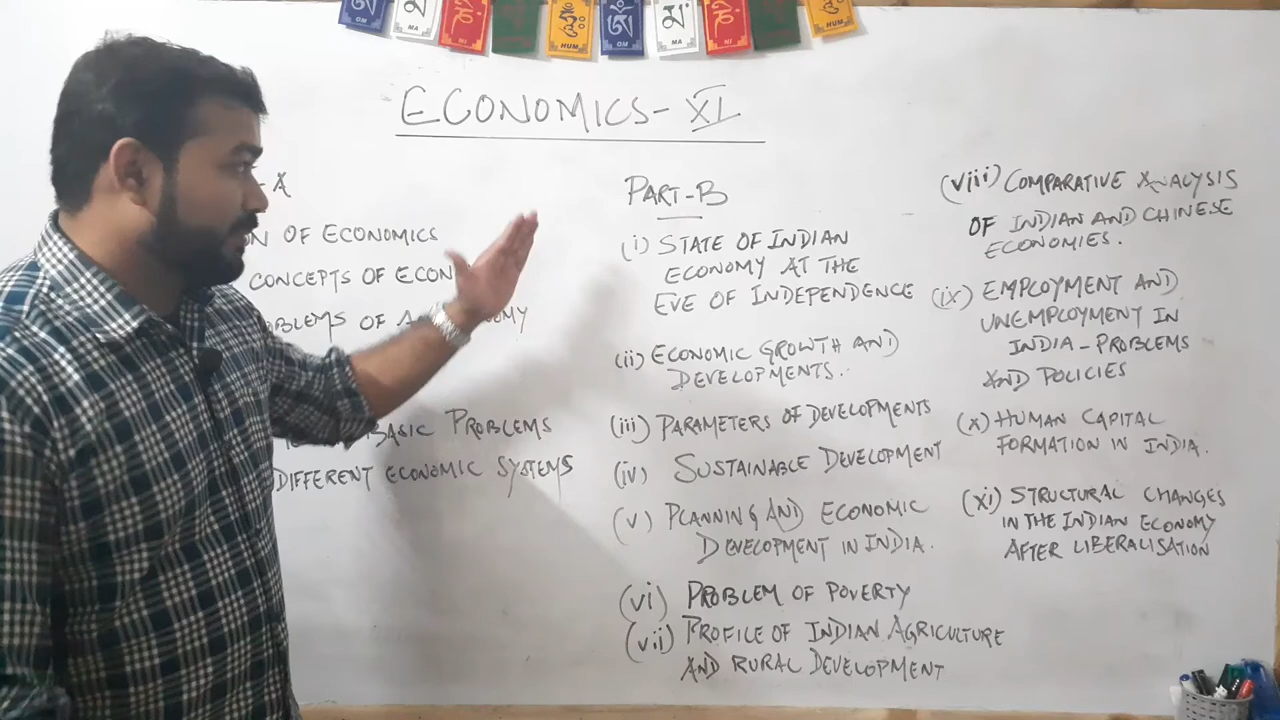 OM
MA
NI
HUM
OM
MA
NI
HUM
ECONOMICS - XI
- A
OF ECONOMICS
CONCEPTS OF
OF
BASIC PROBLEMS
DIFFERENT ECONOMIC SYSTEMS
PART-B
(i) STATE OF INDIAN
ECONOMY AT THE
EVE OF INDEPENDENCE
(ii) ECONOMIC GROWTH AND
DEVELOPMENTS.
(iii) PARAMETERS OF DEVELOPMENTS
(iv) SUSTAINABLE DEVELOPMENT
(v) PLANNING AND ECONOMIC
DEVELOPMENT IN INDIA.
(vi) PROBLEM OF POVERTY
(vii) PROFILE OF INDIAN AGRICULTURE
AND RURAL DEVELOPMENT
(viii) COMPARATIVE ANALYSIS
OF INDIAN AND CHINESE
ECONOMIES.
(ix) EMPLOYMENT AND
UNEMPLOYMENT IN
INDIA - PROBLEMS
AND POLICIES
(x) HUMAN CAPITAL
FORMATION IN INDIA.
(xi) STRUCTURAL CHANGES
IN THE INDIAN ECONOMY
AFTER LIBERALISATION